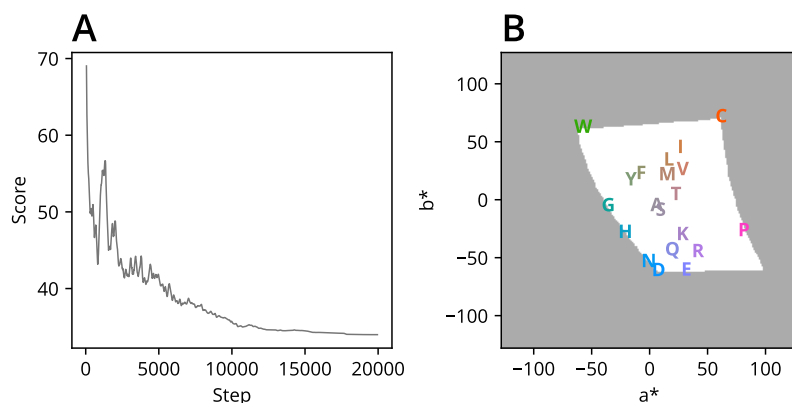 A
B
Score
70
60
50
40
0
5000
10000
15000
20000
Step
b*
100
50
0
−50
−100
−100
−50
0
50
100
a*
W
C
I
L
V
F
M
Y
T
G
A
S
H
K
P
Q
R
N
D
E